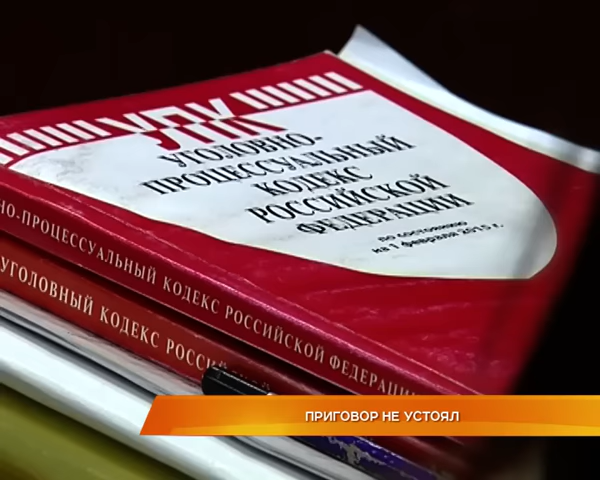 УПК
УГОЛОВНО-
ПРОЦЕССУАЛЬНЫЙ
КОДЕКС
РОССИЙСКОЙ
ФЕДЕРАЦИИ
по состоянию
на 1 февраля 2015 г.
НО-ПРОЦЕССУАЛЬНЫЙ КОДЕКС РОССИЙСКОЙ ФЕДЕРАЦИИ
УГОЛОВНЫЙ КОДЕКС РОССИЙСКОЙ
ПРИГОВОР НЕ УСТОЯЛ